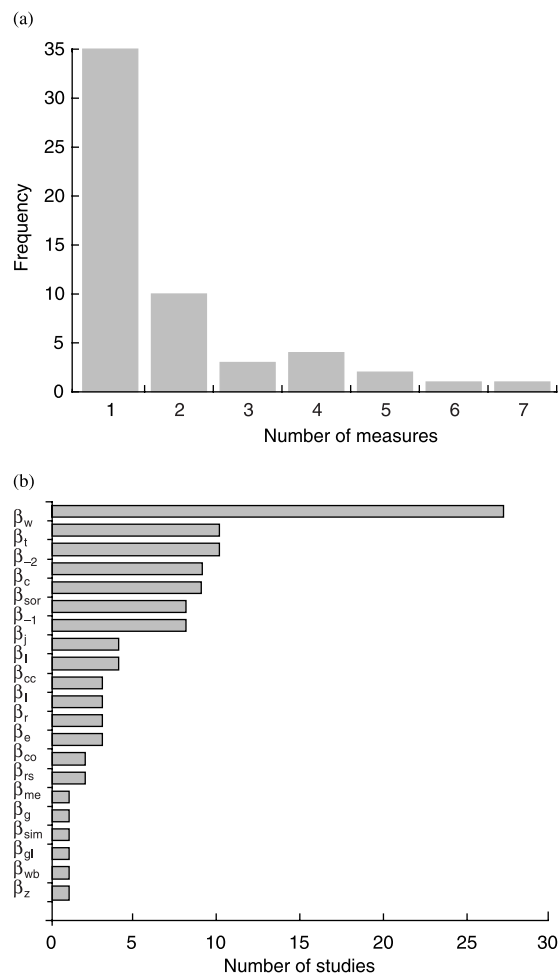 (a)
35
30
25
20
15
10
5
0
Frequency
1 2 3 4 5 6 7
Number of measures
(b)
βw
βt
β–2
βc
βsor
β–1
βj
βl
βcc
βI
βr
βe
βco
βrs
βme
βg
βsim
βgl
βwb
βz
0 5 10 15 20 25 30
Number of studies